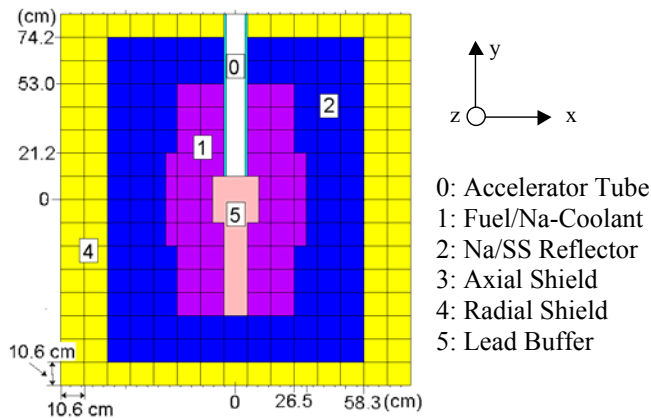 (cm)
74.2
53.0
21.2
0
10.6 cm
10.6 cm
0
26.5
58.3 (cm)
0
2
1
5
4
y
z
x
0: Accelerator Tube
1: Fuel/Na-Coolant
2: Na/SS Reflector
3: Axial Shield
4: Radial Shield
5: Lead Buffer